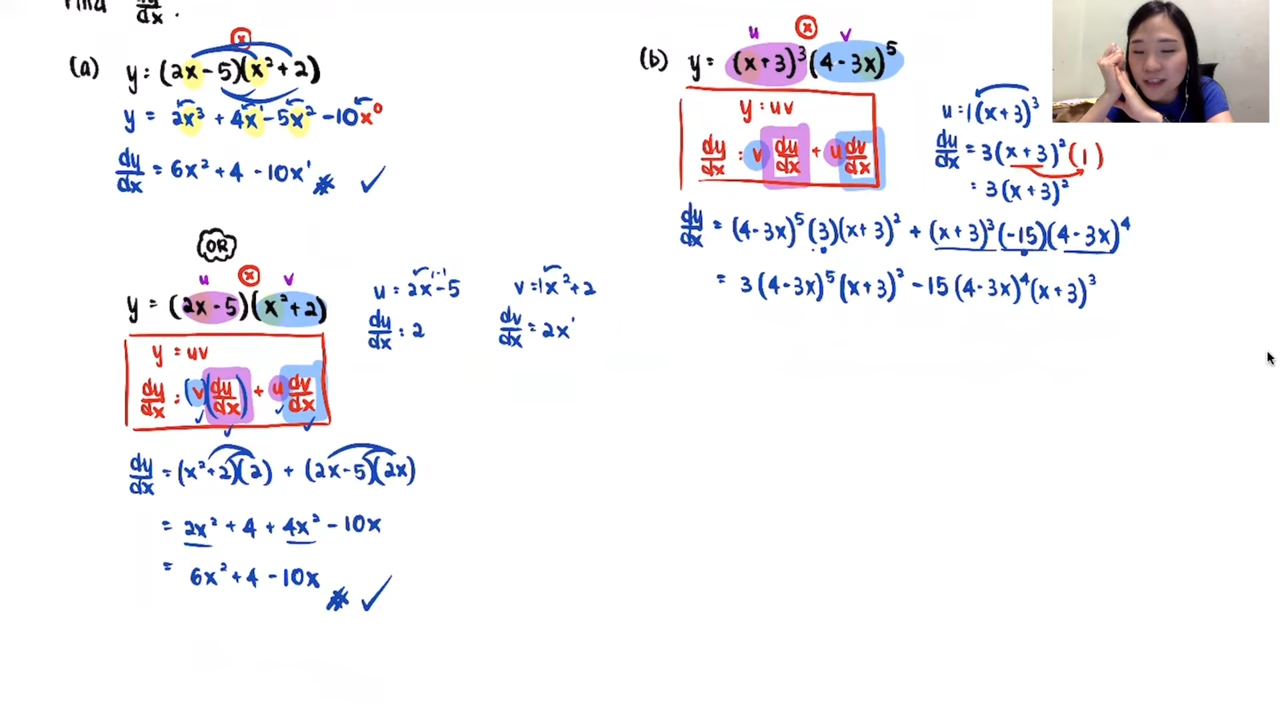 Find dy/dx.
(a) y = (2x - 5)(x² + 2)
(x)
y = 2x³ + 4x¹ - 5x² - 10x⁰
dy/dx = 6x² + 4 - 10x¹ ※ ✓
OR
u (x) v
y = (2x - 5)(x² + 2)
y = uv
dy/dx = (v)(du/dx) + u dv/dx
u = 2x¹⁻¹ - 5
dy/dx : 2
v = 1x² + 2
dv/dx = 2x¹
dy/dx = (x² + 2)(2) + (2x - 5)(2x)
= 2x² + 4 + 4x² - 10x
= 6x² + 4 - 10x ※ ✓
u (x) v
(b) y = (x + 3)³(4 - 3x)⁵
y = uv
dy/dx = v du/dx + u dv/dx
u = 1(x + 3)³
du/dx = 3(x + 3)²(1)
= 3(x + 3)²
dy/dx = (4 - 3x)⁵(3)(x + 3)² + (x + 3)³(-15)(4 - 3x)⁴
= 3(4 - 3x)⁵(x + 3)² - 15(4 - 3x)⁴(x + 3)³